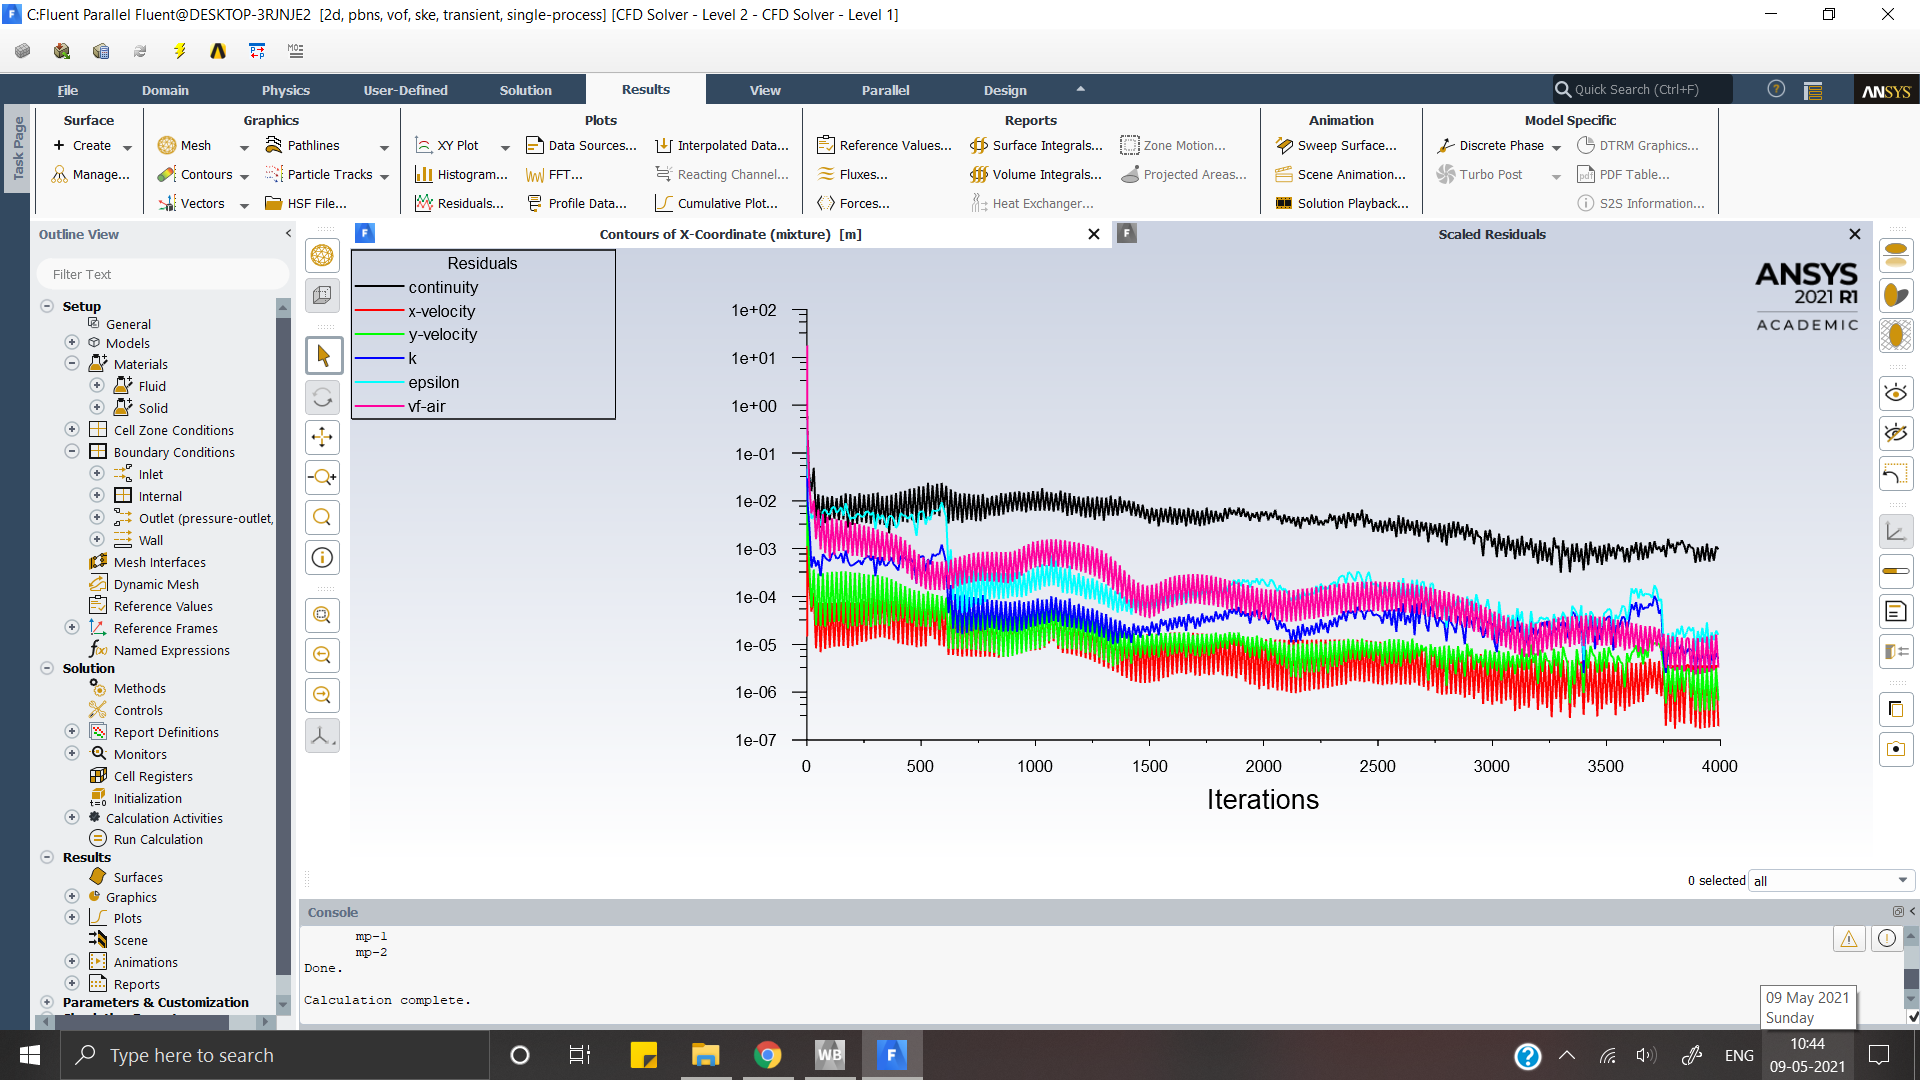 C:Fluent Parallel Fluent@DESKTOP-3RJNJE2 [2d, pbns, vof, ske, transient, single-process] [CFD Solver - Level 2 - CFD Solver - Level 1]
File Domain Physics User-Defined Solution Results View Parallel Design Quick Search (Ctrl+F) ANSYS
Task Page
Surface Graphics Plots Reports Animation Model Specific
Create Mesh Pathlines XY Plot Data Sources... Interpolated Data... Reference Values... Surface Integrals... Zone Motion... Sweep Surface... Discrete Phase DTRM Graphics...
Manage... Contours Particle Tracks Histogram... FFT... Reacting Channel... Fluxes... Volume Integrals... Projected Areas... Scene Animation... Turbo Post PDF Table...
Vectors HSF File... Residuals... Profile Data... Cumulative Plot... Forces... Heat Exchanger... Solution Playback... S2S Information...
Outline View
Filter Text
Setup
General
Models
Materials
Fluid
Solid
Cell Zone Conditions
Boundary Conditions
Inlet
Internal
Outlet (pressure-outlet,
Wall
Mesh Interfaces
Dynamic Mesh
Reference Values
Reference Frames
Named Expressions
Solution
Methods
Controls
Report Definitions
Monitors
Cell Registers
Initialization
Calculation Activities
Run Calculation
Results
Surfaces
Graphics
Plots
Scene
Animations
Reports
Parameters & Customization
Contours of X-Coordinate (mixture) [m]
Scaled Residuals
Residuals
continuity
x-velocity
y-velocity
k
epsilon
vf-air
ANSYS
2021 R1
ACADEMIC
1e+02
1e+01
1e+00
1e-01
1e-02
1e-03
1e-04
1e-05
1e-06
1e-07
0 500 1000 1500 2000 2500 3000 3500 4000
Iterations
0 selected all
Console
mp-1
mp-2
Done.
Calculation complete.
09 May 2021
Sunday
Type here to search
WB
ENG
10:44
09-05-2021